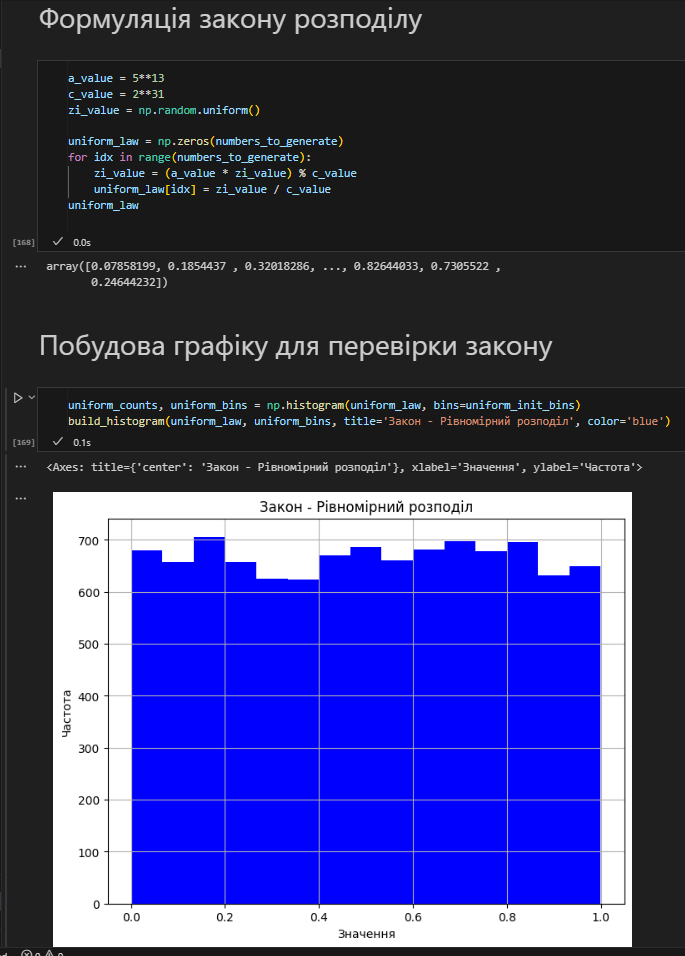 Формуляція закону розподілу
a_value = 5**13
c_value = 2**31
zi_value = np.random.uniform()
uniform_law = np.zeros(numbers_to_generate)
for idx in range(numbers_to_generate):
    zi_value = (a_value * zi_value) % c_value
    uniform_law[idx] = zi_value / c_value
uniform_law
[168] ✓ 0.0s
... array([0.07858199, 0.1854437 , 0.32018286, ..., 0.82644033, 0.7305522 ,
       0.24644232])
Побудова графіку для перевірки закону
uniform_counts, uniform_bins = np.histogram(uniform_law, bins=uniform_init_bins)
build_histogram(uniform_law, uniform_bins, title='Закон - Рівномірний розподіл', color='blue')
[169] ✓ 0.1s
... <Axes: title={'center': 'Закон - Рівномірний розподіл'}, xlabel='Значення', ylabel='Частота'>
...
Закон - Рівномірний розподіл
700
600
500
400
300
200
100
0
Частота
0.0 0.2 0.4 0.6 0.8 1.0
Значення